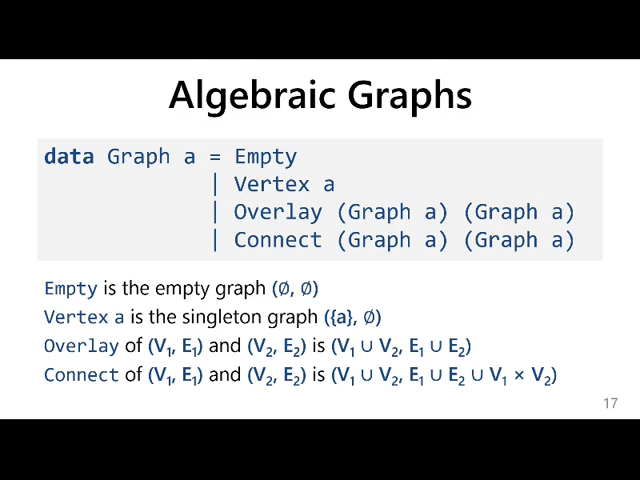 Algebraic Graphs
data Graph a = Empty
| Vertex a
| Overlay (Graph a) (Graph a)
| Connect (Graph a) (Graph a)
Empty is the empty graph (∅, ∅)
Vertex a is the singleton graph ({a}, ∅)
Overlay of (V₁, E₁) and (V₂, E₂) is (V₁ ∪ V₂, E₁ ∪ E₂)
Connect of (V₁, E₁) and (V₂, E₂) is (V₁ ∪ V₂, E₁ ∪ E₂ ∪ V₁ × V₂)
17